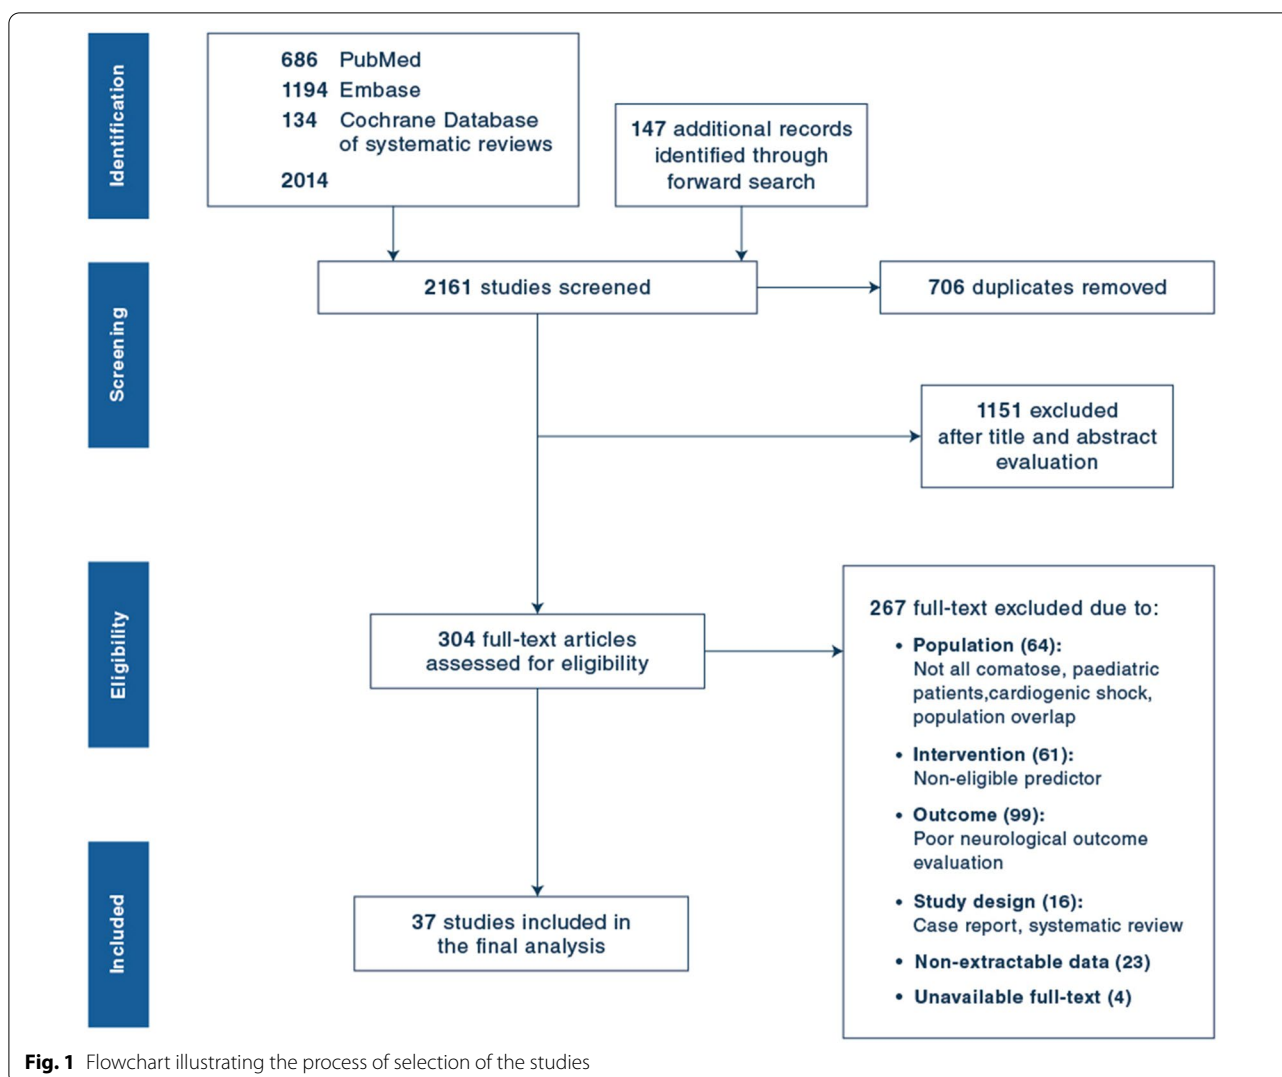 Identification
686 PubMed
1194 Embase
134 Cochrane Database
of systematic reviews
2014
147 additional records
identified through
forward search
Screening
2161 studies screened
706 duplicates removed
1151 excluded
after title and abstract
evaluation
Eligibility
304 full-text articles
assessed for eligibility
267 full-text excluded due to:
• Population (64):
Not all comatose, paediatric
patients,cardiogenic shock,
population overlap
• Intervention (61):
Non-eligible predictor
• Outcome (99):
Poor neurological outcome
evaluation
• Study design (16):
Case report, systematic review
• Non-extractable data (23)
• Unavailable full-text (4)
Included
37 studies included in
the final analysis
Fig. 1 Flowchart illustrating the process of selection of the studies